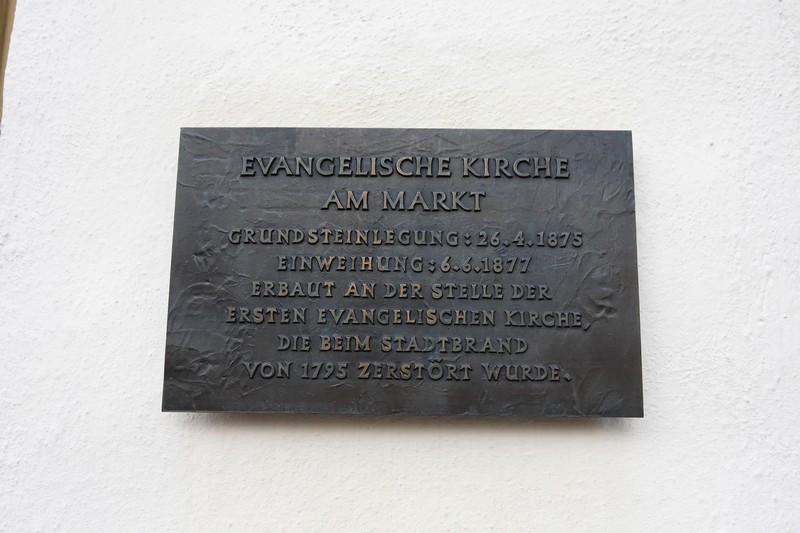 EVANGELISCHE KIRCHE
AM MARKT
GRUNDSTEINLEGUNG: 26.4.1875
EINWEIHUNG: 6.6.1877
ERBAUT AN DER STELLE DER
ERSTEN EVANGELISCHEN KIRCHE,
DIE BEIM STADTBRAND
VON 1795 ZERSTÖRT WURDE.